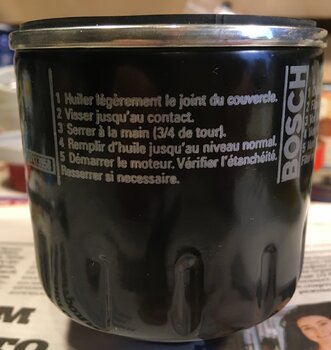 1 Huiler légèrement le joint du couvercle.
2 Visser jusqu'au contact.
3 Serrer à la main (3/4 de tour).
4 Remplir d'huile jusqu'au niveau normal.
5 Démarrer le moteur. Vérifier l'étanchéité.
Resserrer si necessaire.
BOSCH